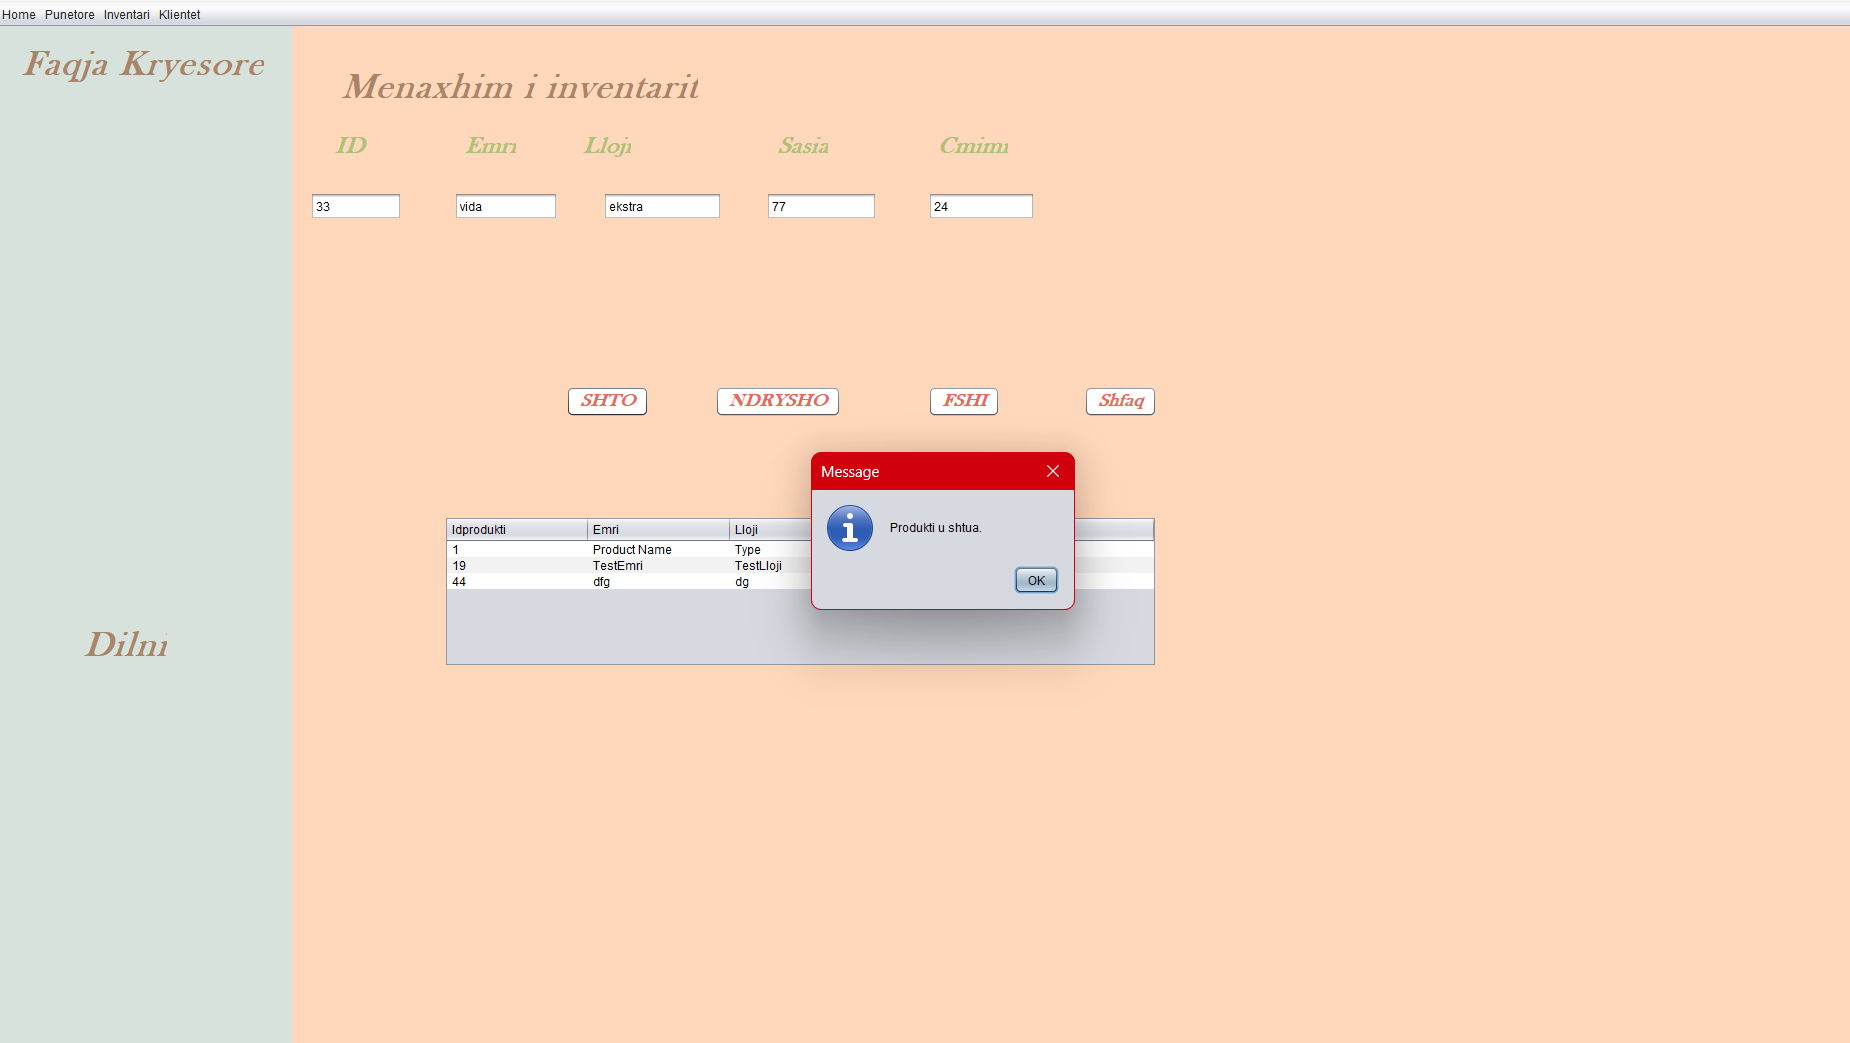 Home Punetore Inventari Klientet
Faqja Kryesore
Menaxhim i inventarit
ID Emri Lloji Sasia Cmimi
33 vida ekstra 77 24
SHTO NDRYSHO FSHI Shfaq
Message
Produkti u shtua.
OK
Idprodukti Emri Lloji
1 Product Name Type
19 TestEmri TestLloji
44 dfg dg
Dilni